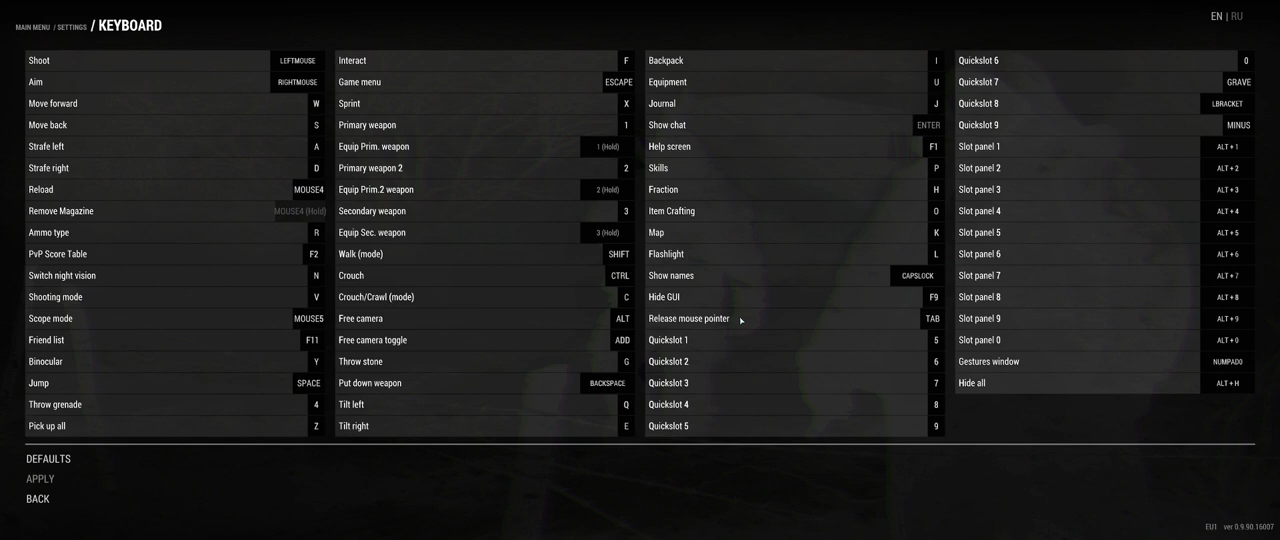 MAIN MENU / SETTINGS / KEYBOARD
EN | RU
Shoot LEFTMOUSE
Aim RIGHTMOUSE
Move forward W
Move back S
Strafe left A
Strafe right D
Reload MOUSE4
Remove Magazine MOUSE4 (Hold)
Ammo type R
PvP Score Table F2
Switch night vision N
Shooting mode V
Scope mode MOUSE5
Friend list F11
Binocular Y
Jump SPACE
Throw grenade 4
Pick up all Z
Interact F
Game menu ESCAPE
Sprint X
Primary weapon 1
Equip Prim. weapon 1 (Hold)
Primary weapon 2 2
Equip Prim.2 weapon 2 (Hold)
Secondary weapon 3
Equip Sec. weapon 3 (Hold)
Walk (mode) SHIFT
Crouch CTRL
Crouch/Crawl (mode) C
Free camera ALT
Free camera toggle ADD
Throw stone G
Put down weapon BACKSPACE
Tilt left Q
Tilt right E
Backpack I
Equipment U
Journal J
Show chat ENTER
Help screen F1
Skills P
Fraction H
Item Crafting O
Map K
Flashlight L
Show names CAPSLOCK
Hide GUI F9
Release mouse pointer TAB
Quickslot 1 5
Quickslot 2 6
Quickslot 3 7
Quickslot 4 8
Quickslot 5 9
Quickslot 6 0
Quickslot 7 GRAVE
Quickslot 8 LBRACKET
Quickslot 9 MINUS
Slot panel 1 ALT + 1
Slot panel 2 ALT + 2
Slot panel 3 ALT + 3
Slot panel 4 ALT + 4
Slot panel 5 ALT + 5
Slot panel 6 ALT + 6
Slot panel 7 ALT + 7
Slot panel 8 ALT + 8
Slot panel 9 ALT + 9
Slot panel 0 ALT + 0
Gestures window NUMPAD0
Hide all ALT + H
DEFAULTS
APPLY
BACK
EU1 ver 0.9.90.16007